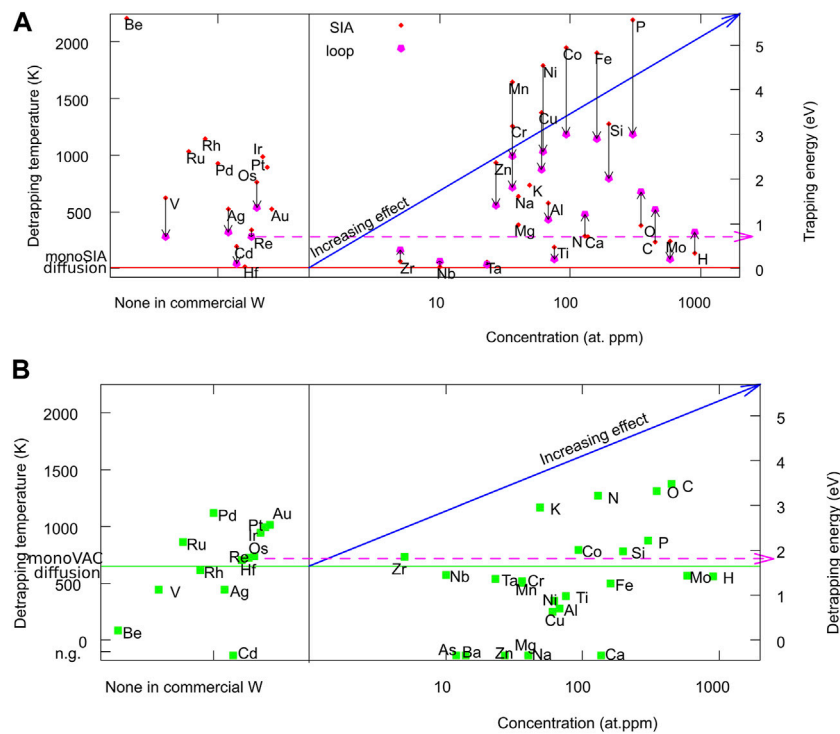 A
Detrapping temperature (K)
2000
1500
1000
500
monoSIA
diffusion
Be
SIA
loop
P
Co
Fe
Ni
Mn
Cu
Cr
Si
Rh
Ru
Ir
Pd
Pt
Os
Zn
K
V
Na
Ag
Au
Al
Mg
O
Re
N
Ca
C
Mo
Cd
Ti
H
Hf
Zr
Nb
Ta
Increasing effect
5
4
3
2
1
0
Trapping energy (eV)
None in commercial W
10
100
1000
Concentration (at. ppm)
B
Detrapping temperature (K)
2000
1500
1000
monoVAC
diffusion
500
0
n.g.
Increasing effect
C
O
N
K
Pd
Au
Pt
Ir
Ru
Os
Re
Hf
Rh
P
Co
Si
Zr
Nb
Ta
Cr
Mn
Fe
Mo
H
V
Ag
Ni
Ti
Al
Cu
Be
Cd
As
Ba
Zn
Mg
Na
Ca
5
4
3
2
1
0
Detrapping energy (eV)
None in commercial W
10
100
1000
Concentration (at.ppm)